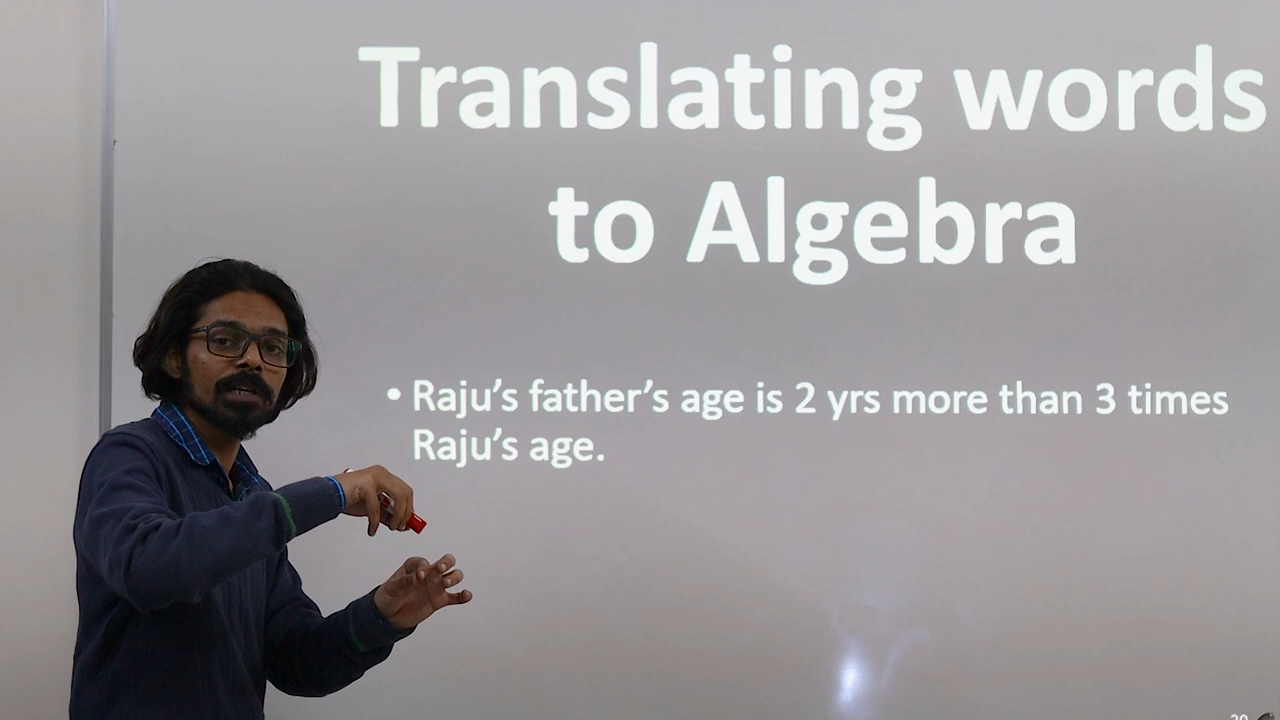 Translating words
to Algebra
• Raju’s father’s age is 2 yrs more than 3 times
Raju’s age.